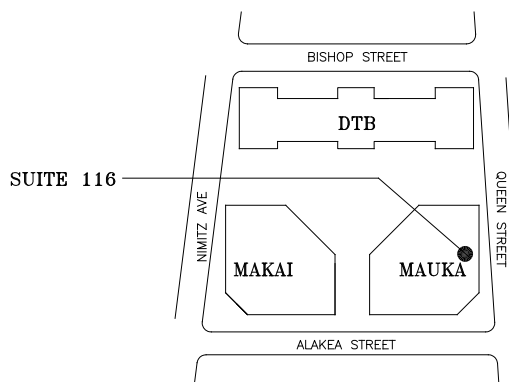 BISHOP STREET
DTB
SUITE 116
NIMITZ AVE
QUEEN STREET
MAKAI
MAUKA
ALAKEA STREET